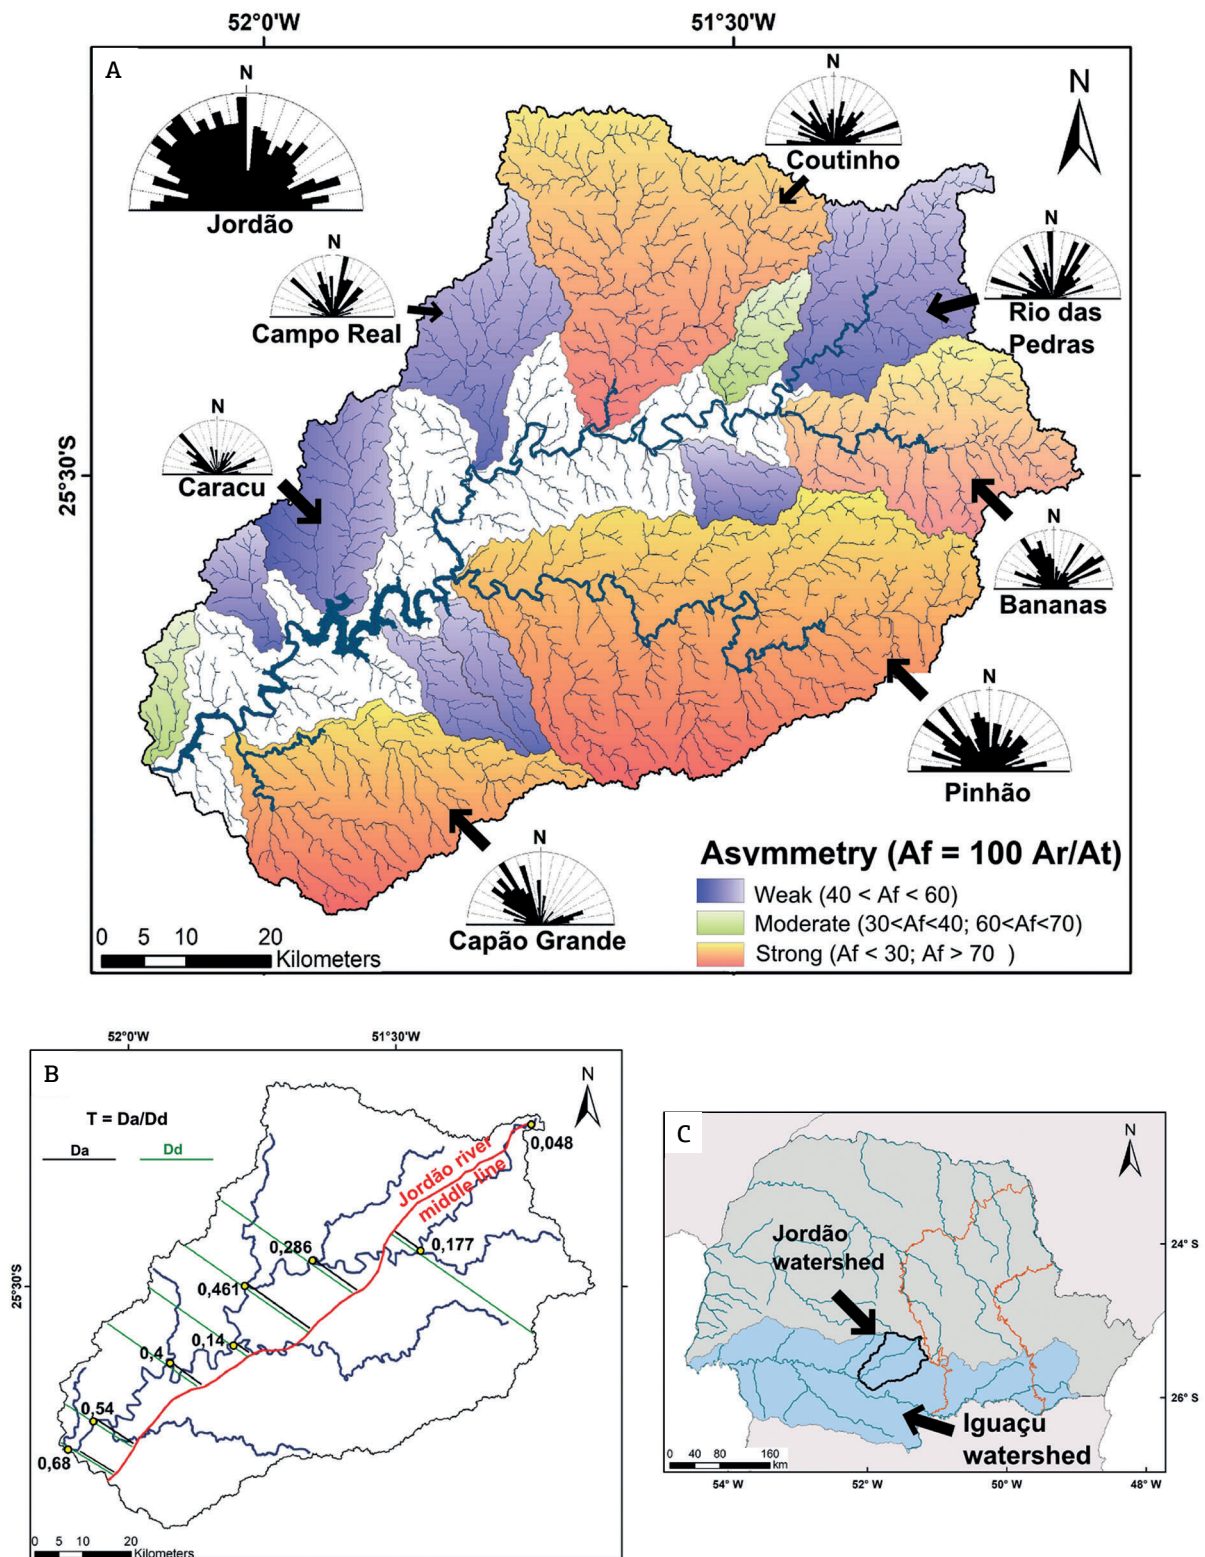 52°0'W
51°30'W
A
N
Jordão
N
Coutinho
N
N
Rio das
Pedras
N
Campo Real
N
Caracu
25°30'S
N
Bananas
N
Pinhão
N
Capão Grande
Asymmetry (Af = 100 Ar/At)
Weak (40 < Af < 60)
Moderate (30<Af<40; 60<Af<70)
Strong (Af < 30; Af > 70 )
0 5 10 20
Kilometers
52°0'W
51°30'W
B
N
T = Da/Dd
Da
Dd
Jordão river
middle line
0,048
0,177
0,286
0,461
0,14
0,4
0,54
0,68
25°30'S
0 5 10 20
Kilometers
C
N
Jordão
watershed
24° S
26° S
Iguaçu
watershed
0 40 80 160
km
54° W
52° W
50° W
48° W